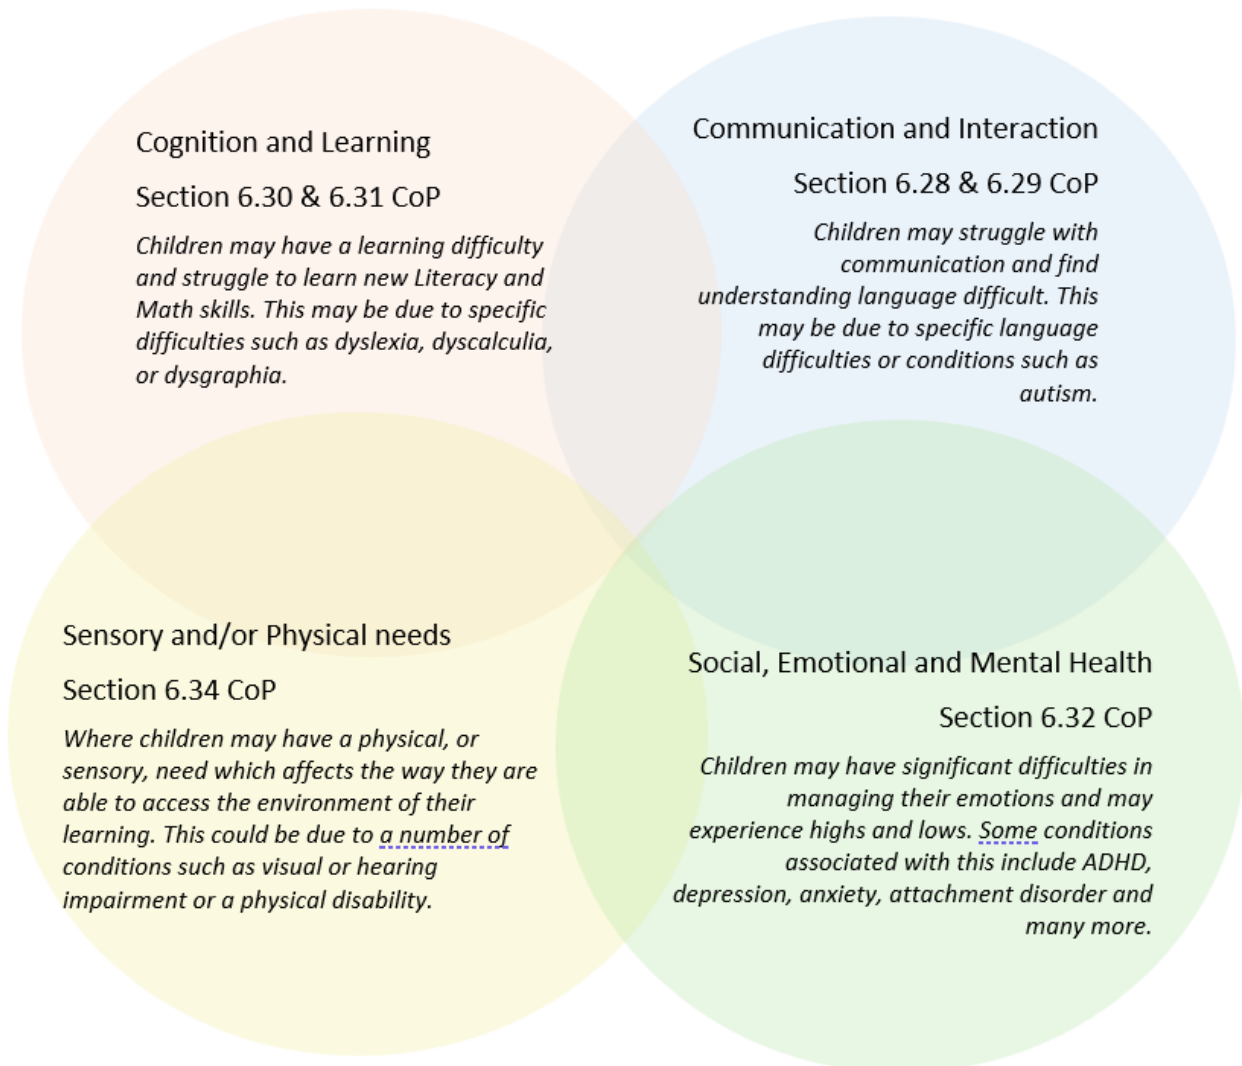 Cognition and Learning
Section 6.30 & 6.31 CoP
Children may have a learning difficulty
and struggle to learn new Literacy and
Math skills. This may be due to specific
difficulties such as dyslexia, dyscalculia,
or dysgraphia.
Communication and Interaction
Section 6.28 & 6.29 CoP
Children may struggle with
communication and find
understanding language difficult. This
may be due to specific language
difficulties or conditions such as
autism.
Sensory and/or Physical needs
Section 6.34 CoP
Where children may have a physical, or
sensory, need which affects the way they are
able to access the environment of their
learning. This could be due to a number of
conditions such as visual or hearing
impairment or a physical disability.
Social, Emotional and Mental Health
Section 6.32 CoP
Children may have significant difficulties in
managing their emotions and may
experience highs and lows. Some conditions
associated with this include ADHD,
depression, anxiety, attachment disorder and
many more.